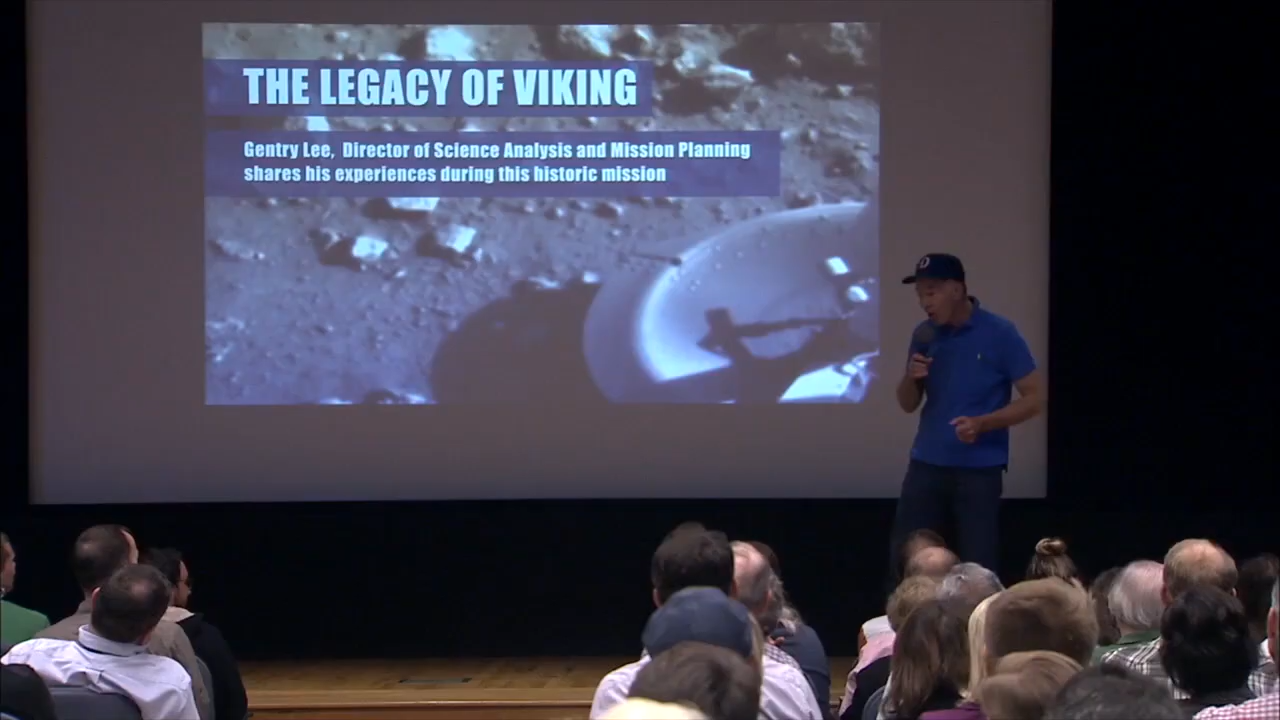 THE LEGACY OF VIKING
Gentry Lee, Director of Science Analysis and Mission Planning
shares his experiences during this historic mission
D